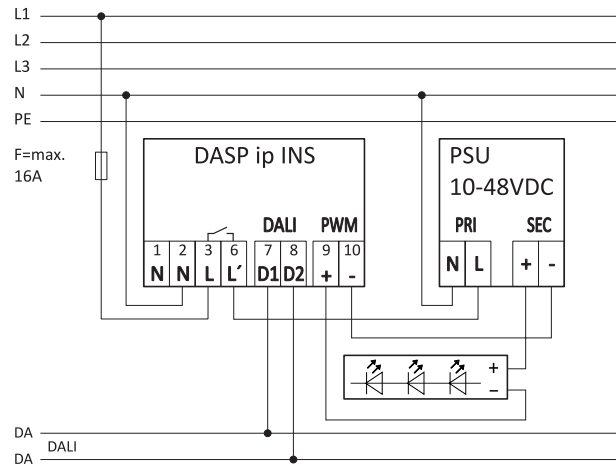 L1
L2
L3
N
PE
F=max.
16A
DASP ip INS
DALI PWM
1 2 3 6 7 8 9 10
N N L L´ D1 D2 + -
PSU
10-48VDC
PRI SEC
N L + -
+
−
DA
DALI
DA